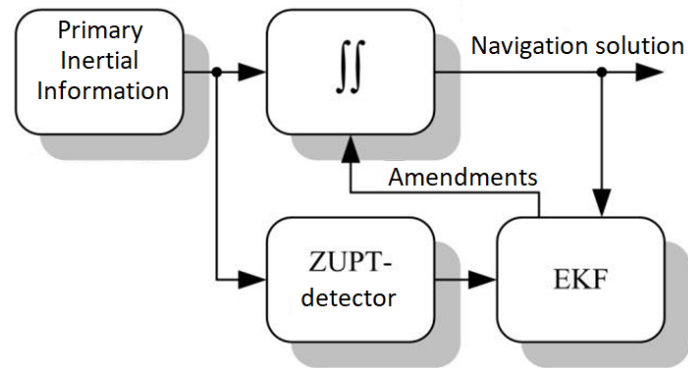 Primary
Inertial
Information
∫∫
Navigation solution
Amendments
ZUPT-
detector
EKF